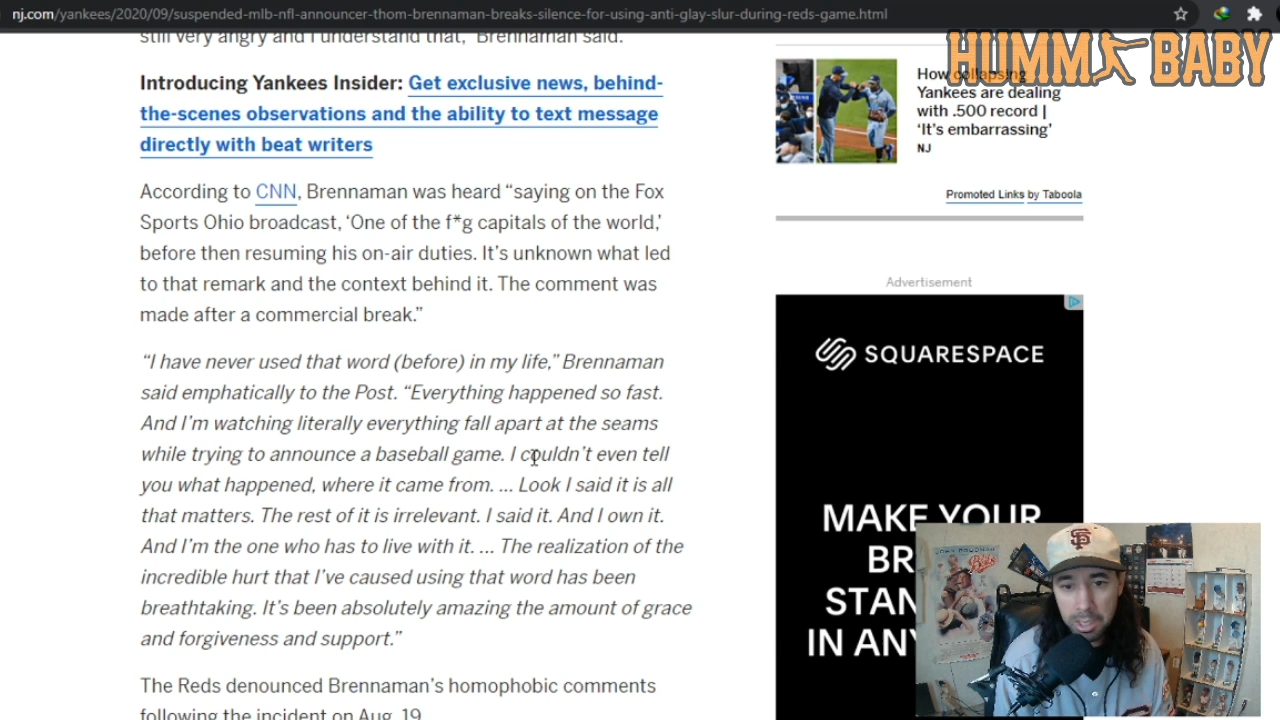 nj.com/yankees/2020/09/suspended-mlb-nfl-announcer-thom-brennaman-breaks-silence-for-using-anti-glay-slur-during-reds-game.html
HUMM BABY
still very angry and I understand that,” Brennaman said.
Introducing Yankees Insider: Get exclusive news, behind-
the-scenes observations and the ability to text message
directly with beat writers
According to CNN, Brennaman was heard “saying on the Fox
Sports Ohio broadcast, ‘One of the f*g capitals of the world,’
before then resuming his on-air duties. It’s unknown what led
to that remark and the context behind it. The comment was
made after a commercial break.”
“I have never used that word (before) in my life,” Brennaman
said emphatically to the Post. “Everything happened so fast.
And I’m watching literally everything fall apart at the seams
while trying to announce a baseball game. I couldn’t even tell
you what happened, where it came from. … Look I said it is all
that matters. The rest of it is irrelevant. I said it. And I own it.
And I’m the one who has to live with it. … The realization of the
incredible hurt that I’ve caused using that word has been
breathtaking. It’s been absolutely amazing the amount of grace
and forgiveness and support.”
The Reds denounced Brennaman’s homophobic comments
following the incident on Aug. 19
How collapsing
Yankees are dealing
with .500 record |
‘It’s embarrassing’
NJ
Promoted Links by Taboola
Advertisement
SQUARESPACE
MAKE YOUR
BR
STAN
IN ANY
SF